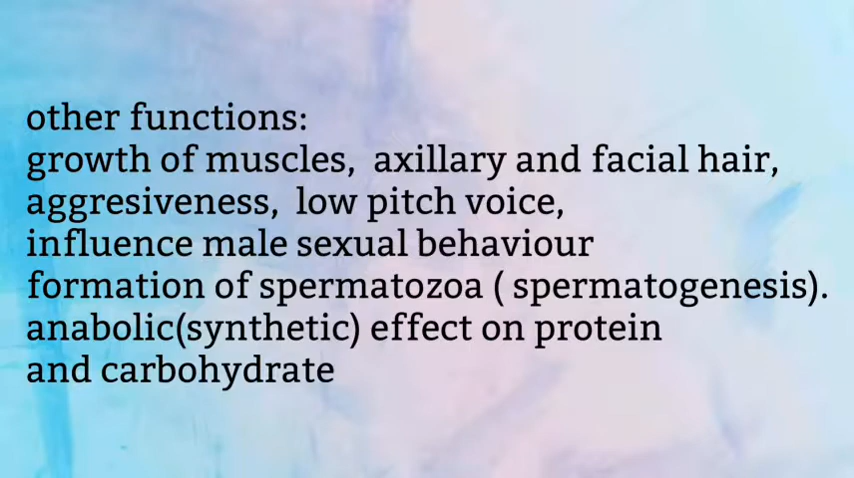 other functions:
growth of muscles,  axillary and facial hair,
aggresiveness,  low pitch voice,
influence male sexual behaviour
formation of spermatozoa ( spermatogenesis).
anabolic(synthetic) effect on protein
and carbohydrate